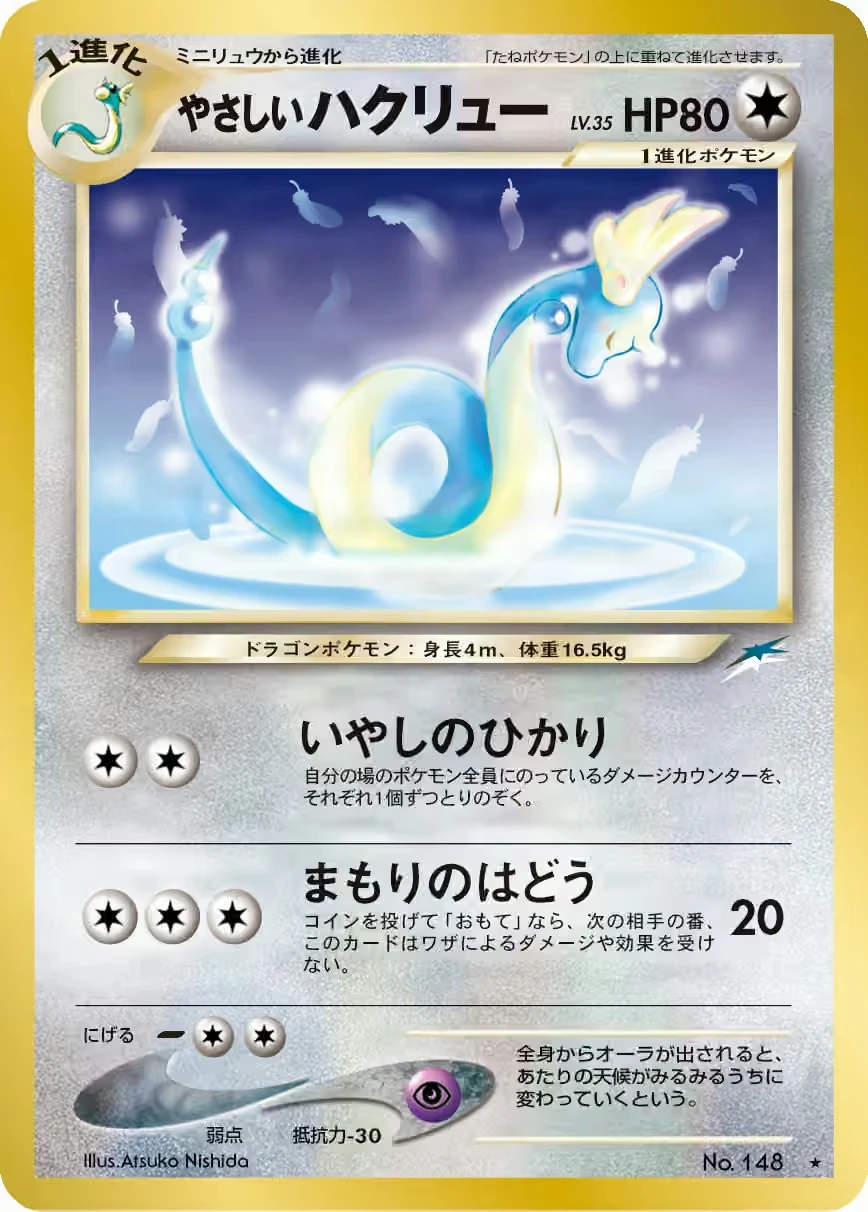 1進化
ミニリュウから進化
「たねポケモン」の上に重ねて進化させます。
やさしいハクリュー LV.35 HP80
1進化ポケモン
ドラゴンポケモン：身長4m、体重16.5kg
いやしのひかり
自分の場のポケモン全員にのっているダメージカウンターを、
それぞれ1個ずつとりのぞく。
まもりのはどう 20
コインを投げて「おもて」なら、次の相手の番、
このカードはワザによるダメージや効果を受け
ない。
にげる
全身からオーラが出されると、
あたりの天候がみるみるうちに
変わっていくという。
弱点 抵抗力-30
Illus.Atsuko Nishida
No. 148 ★